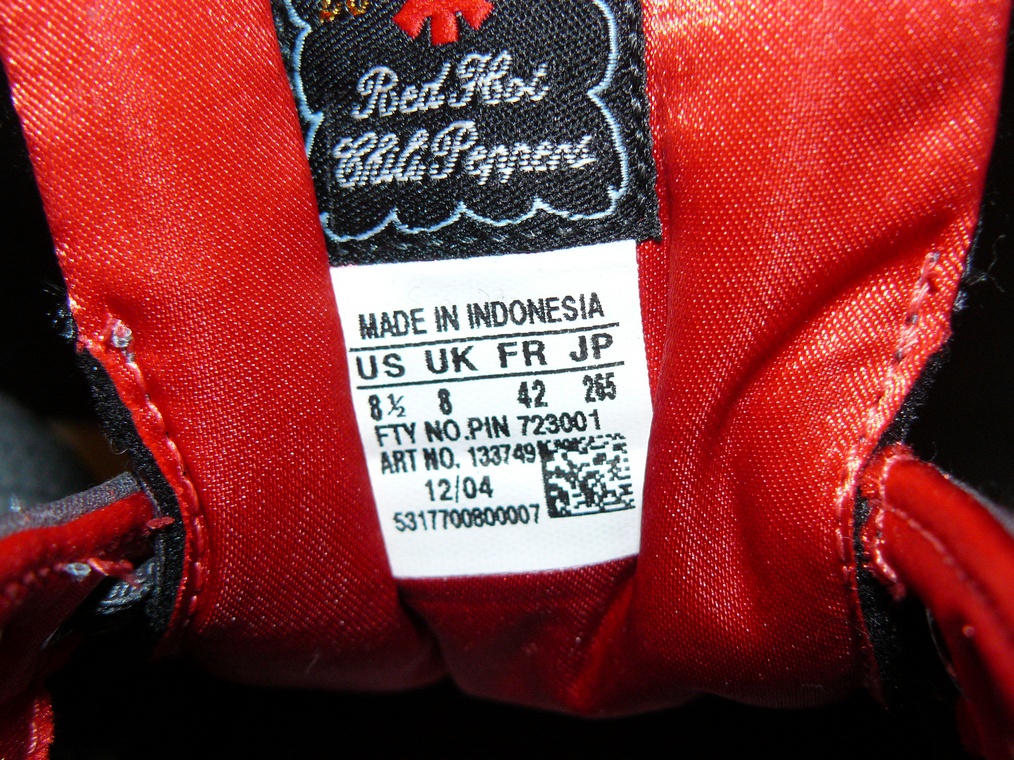 Red Hot
Chili Peppers
MADE IN INDONESIA
US UK FR JP
8½ 8 42 265
FTY NO.PIN 723001
ART NO. 133749
12/04
5317700800007